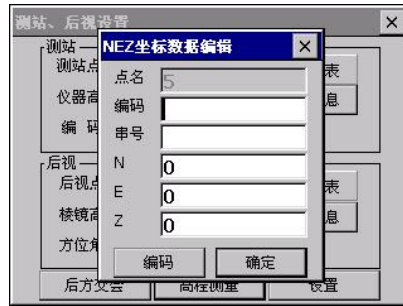 测站、后视设置
测站
NEZ坐标数据编辑
测站点
点名 5
表
仪器高
编码
息
编 码
串号
后视
N 0
后视点
E 0
表
棱镜高
Z 0
息
方位角
编码 确定
后方交会 高程测量 设置